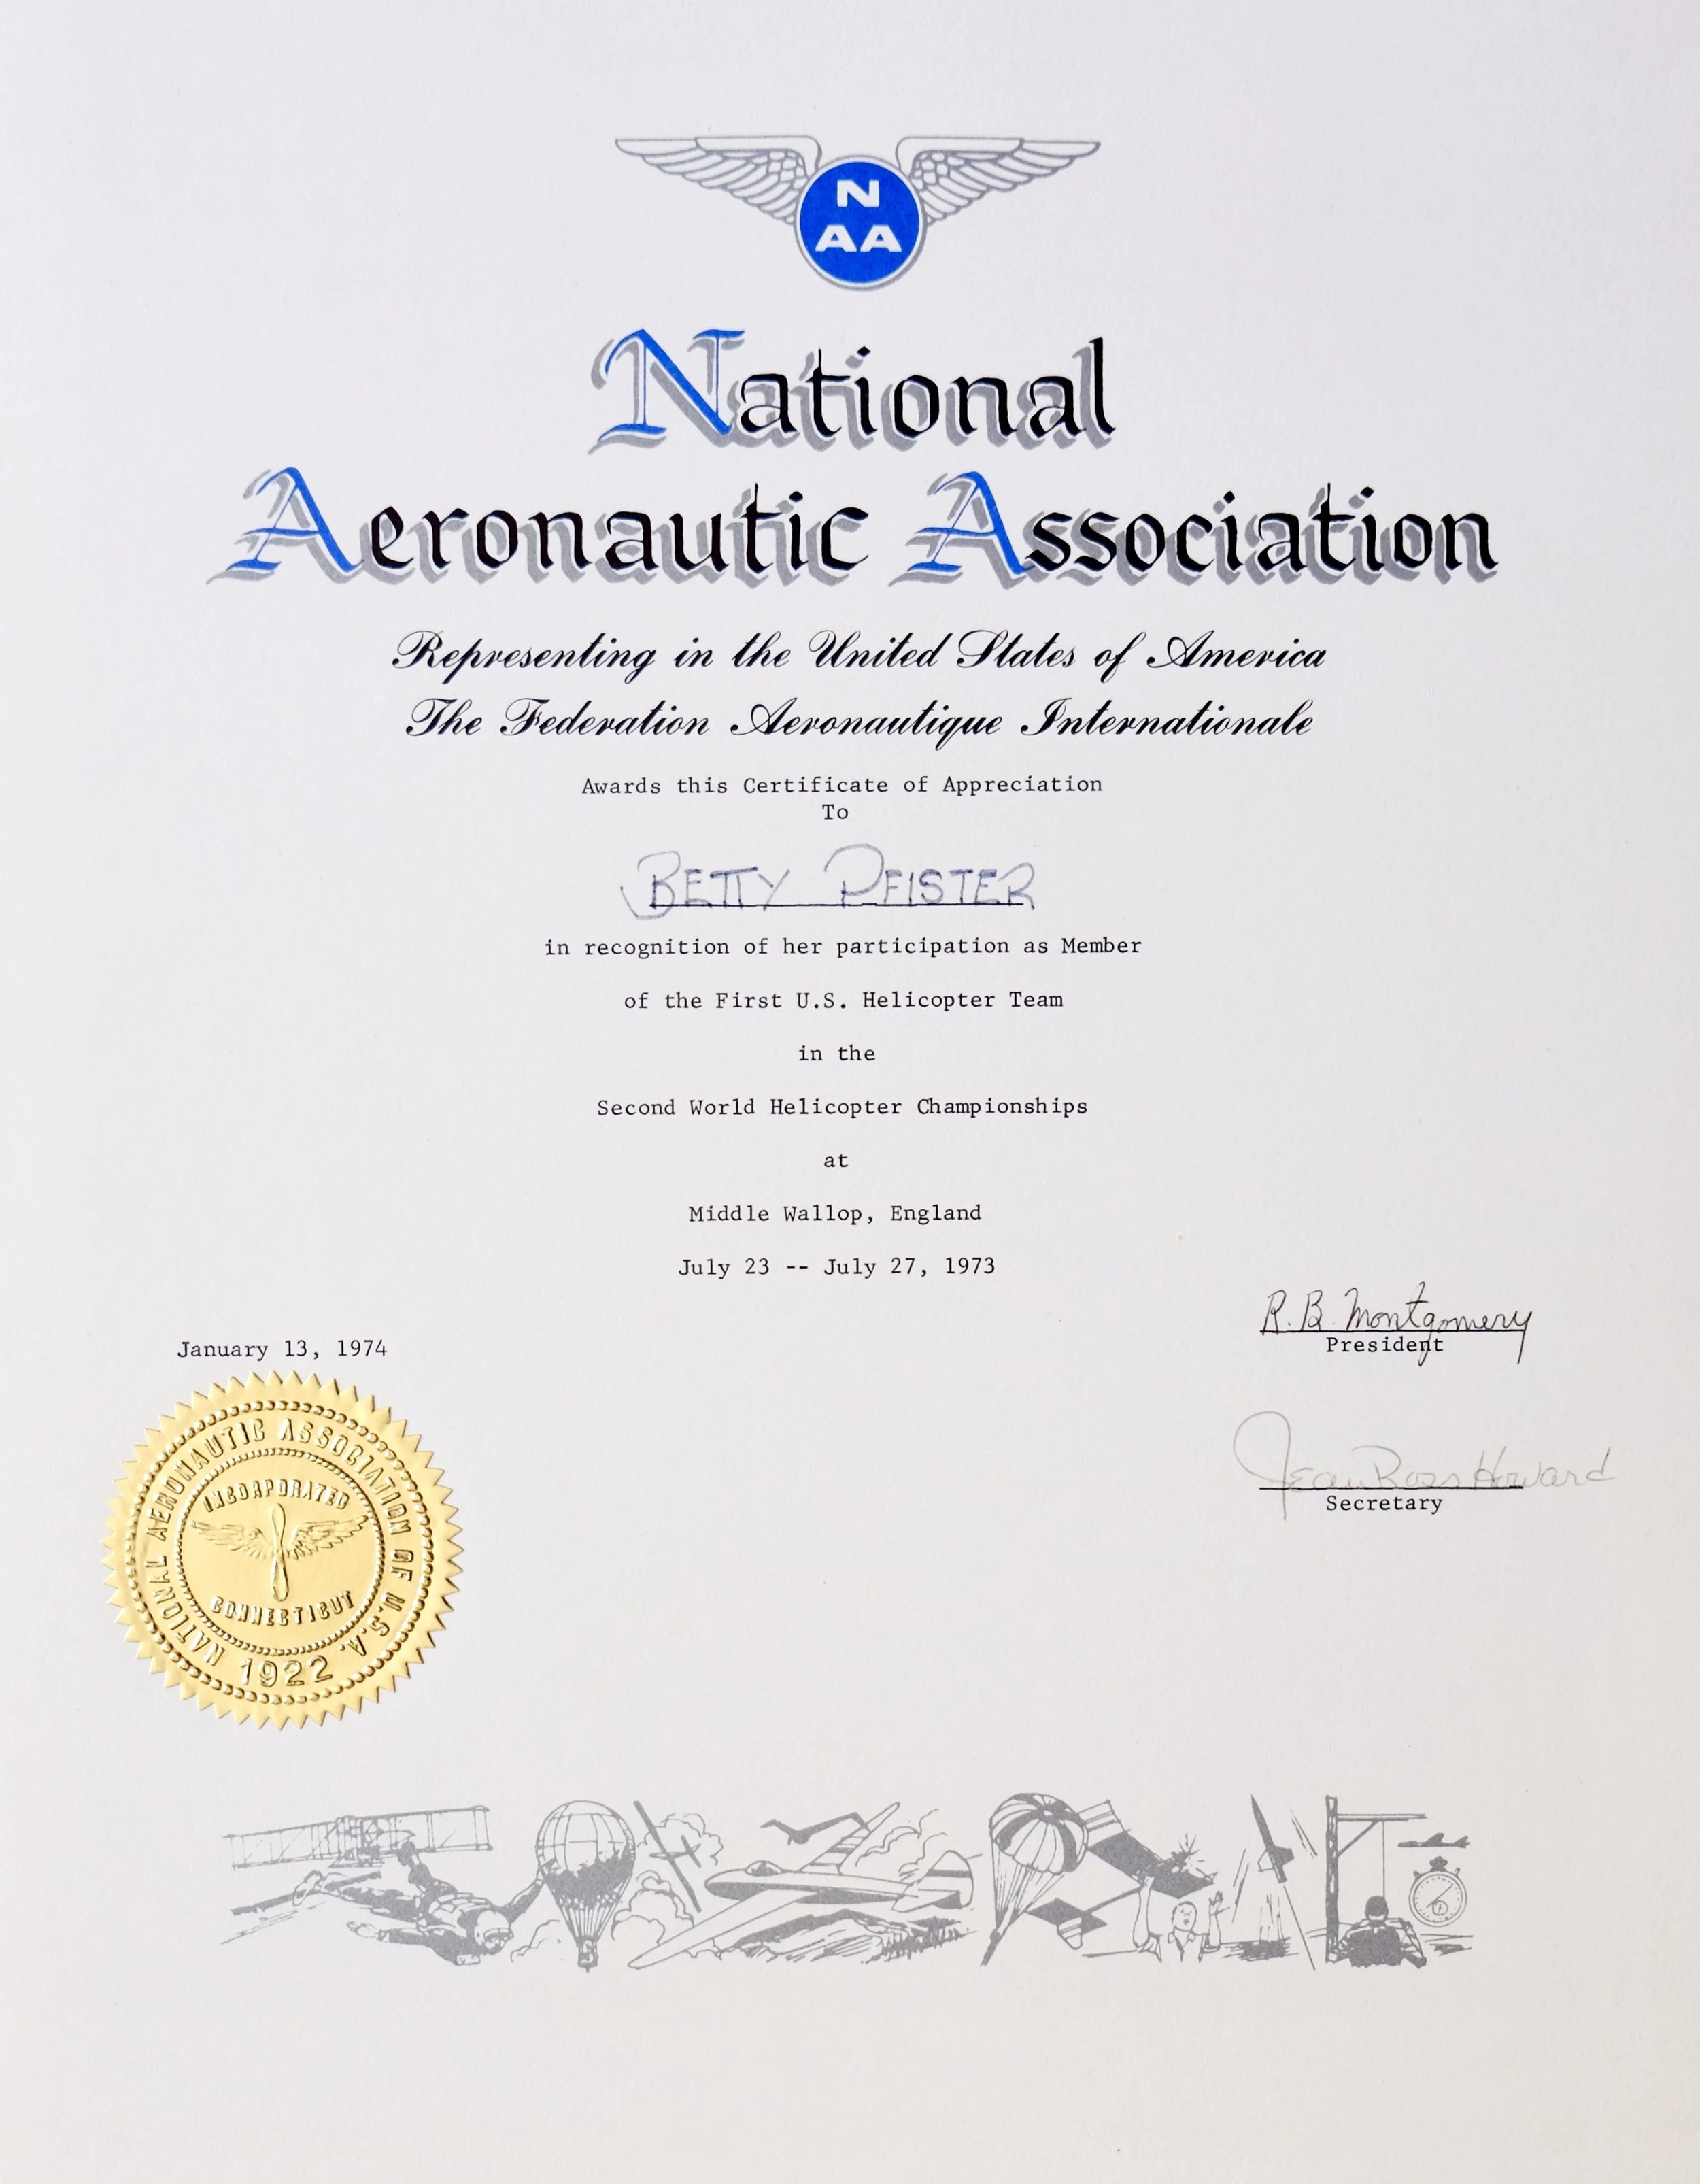 N
AA
National
Aeronautic Association
Representing in the United States of America
The Federation Aeronautique Internationale
Awards this Certificate of Appreciation
To
BETTY PFISTER
in recognition of her participation as Member
of the First U.S. Helicopter Team
in the
Second World Helicopter Championships
at
Middle Wallop, England
July 23 -- July 27, 1973
R. B. Montgomery
President
January 13, 1974
Jean Ross Howard
Secretary
NATIONAL AERONAUTIC ASSOCIATION OF U.S.A.
INCORPORATED
CONNECTICUT
1922